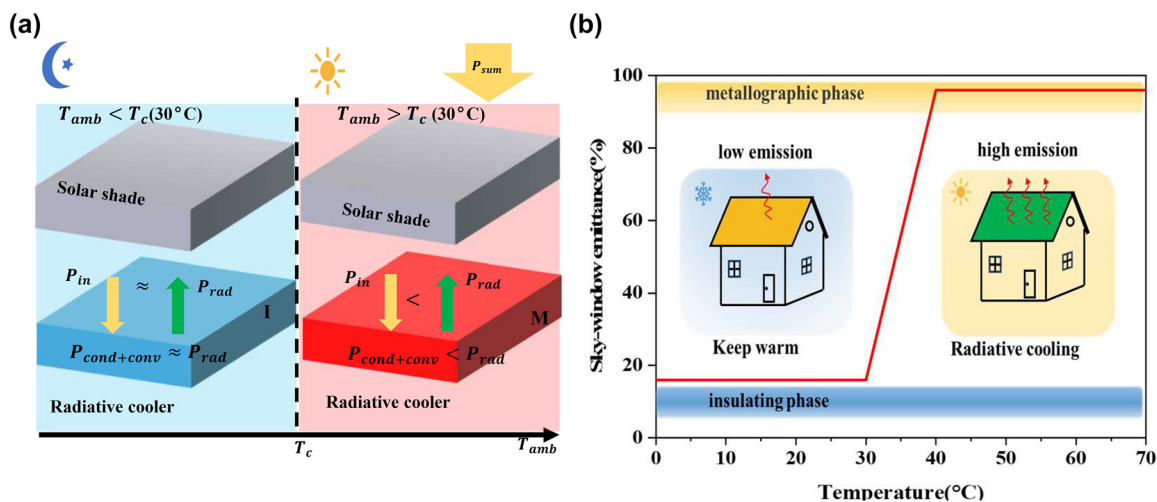 (a)
P_sum
T_amb < T_c(30°C)
T_amb > T_c (30°C)
Solar shade
Solar shade
P_in ≈ P_rad
I
P_cond+conv ≈ P_rad
Radiative cooler
P_in < P_rad
M
P_cond+conv < P_rad
Radiative cooler
T_c
T_amb
(b)
Sky-window emittance(%)
100
80
60
40
20
0
metallographic phase
low emission
high emission
Keep warm
Radiative cooling
insulating phase
0 10 20 30 40 50 60 70
Temperature(°C)